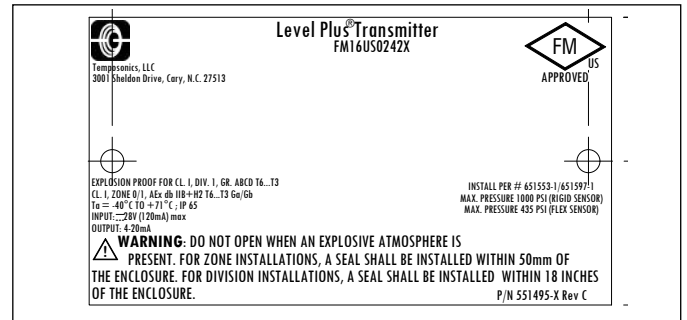 Level Plus® Transmitter
FM16US0242X
Temposonics, LLC
3001 Sheldon Drive, Cary, N.C. 27513
FM
US
APPROVED
EXPLOSION PROOF FOR CL. I, DIV. 1, GR. ABCD T6...T3
CL. I, ZONE 0/1, AEx db IIB+H2 T6...T3 Ga/Gb
Ta = -40°C TO +71°C ; IP 65
INPUT: ⎓28V (120mA) max
OUTPUT: 4-20mA
INSTALL PER # 651553-1/651597-1
MAX. PRESSURE 1000 PSI (RIGID SENSOR)
MAX. PRESSURE 435 PSI (FLEX SENSOR)
WARNING: DO NOT OPEN WHEN AN EXPLOSIVE ATMOSPHERE IS
PRESENT. FOR ZONE INSTALLATIONS, A SEAL SHALL BE INSTALLED WITHIN 50mm OF
THE ENCLOSURE. FOR DIVISION INSTALLATIONS, A SEAL SHALL BE INSTALLED WITHIN 18 INCHES
OF THE ENCLOSURE.
P/N 551495-X Rev C